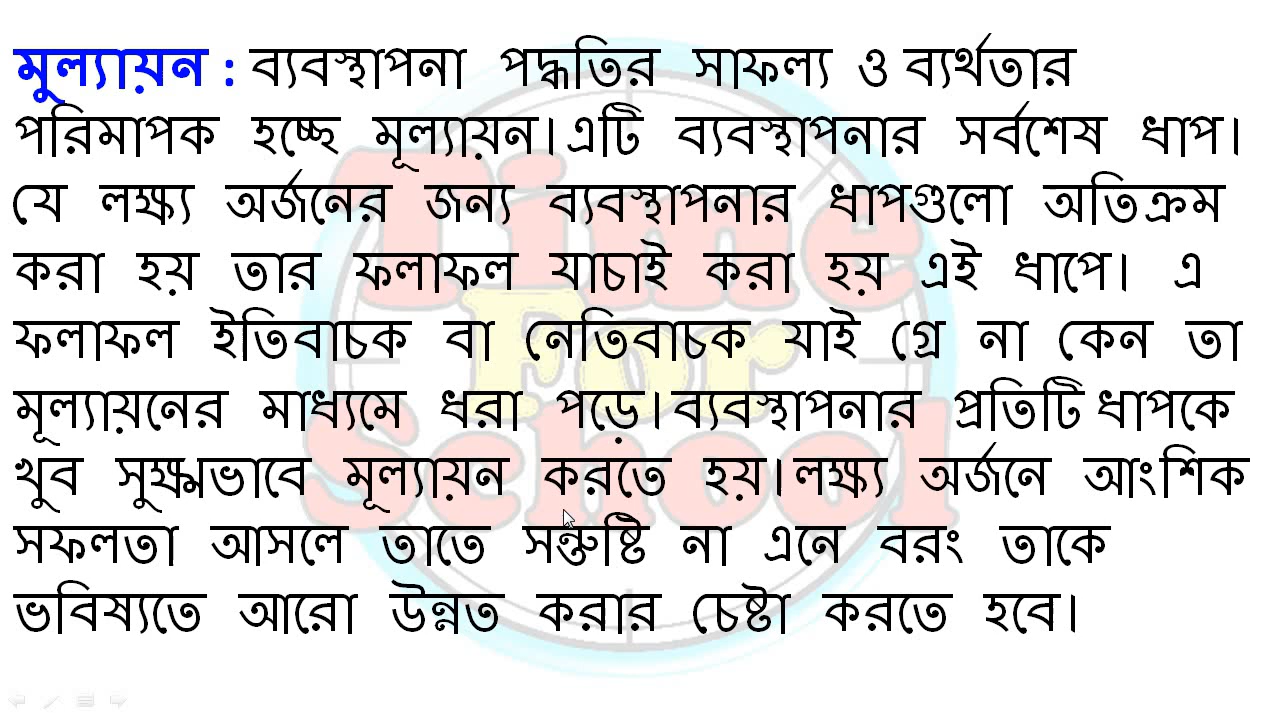 মুল্যায়ন : ব্যবস্থাপনা পদ্ধতির সাফল্য ও ব্যর্থতার
পরিমাপক হচ্ছে মূল্যায়ন।এটি ব্যবস্থাপনার সর্বশেষ ধাপ।
যে লক্ষ্য অর্জনের জন্য ব্যবস্থাপনার ধাপগুলো অতিক্রম
করা হয় তার ফলাফল যাচাই করা হয় এই ধাপে। এ
ফলাফল ইতিবাচক বা নেতিবাচক যাই গ্রে না কেন তা
মূল্যায়নের মাধ্যমে ধরা পড়ে।ব্যবস্থাপনার প্রতিটি ধাপকে
খুব সুক্ষ্মভাবে মূল্যায়ন করতে হয়।লক্ষ্য অর্জনে আংশিক
সফলতা আসলে তাতে সন্তুষ্টি না এনে বরং তাকে
ভবিষ্যতে আরো উন্নত করার চেষ্টা করতে হবে।
Time
For
School